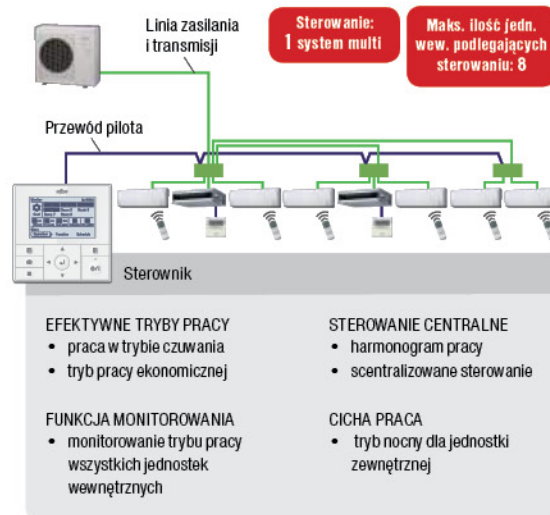 Linia zasilania
i transmisji
Sterowanie:
1 system multi
Maks. ilość jedn.
wew. podlegających
sterowaniu: 8
Przewód pilota
Sterownik
EFEKTYWNE TRYBY PRACY
• praca w trybie czuwania
• tryb pracy ekonomicznej
STEROWANIE CENTRALNE
• harmonogram pracy
• scentralizowane sterowanie
FUNKCJA MONITOROWANIA
• monitorowanie trybu pracy
wszystkich jednostek
wewnętrznych
CICHA PRACA
• tryb nocny dla jednostki
zewnętrznej